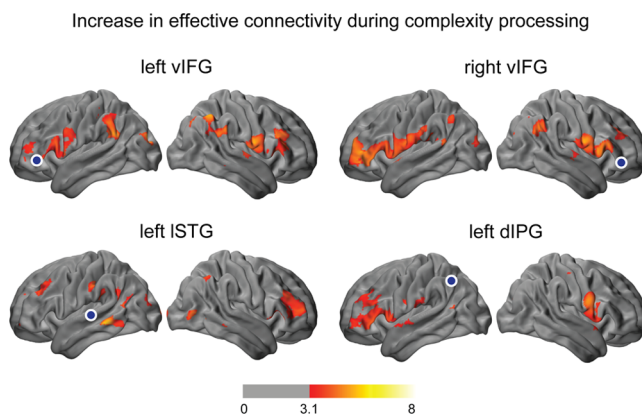 Increase in effective connectivity during complexity processing
left vIFG
right vIFG
left lSTG
left dIPG
0 3.1 8